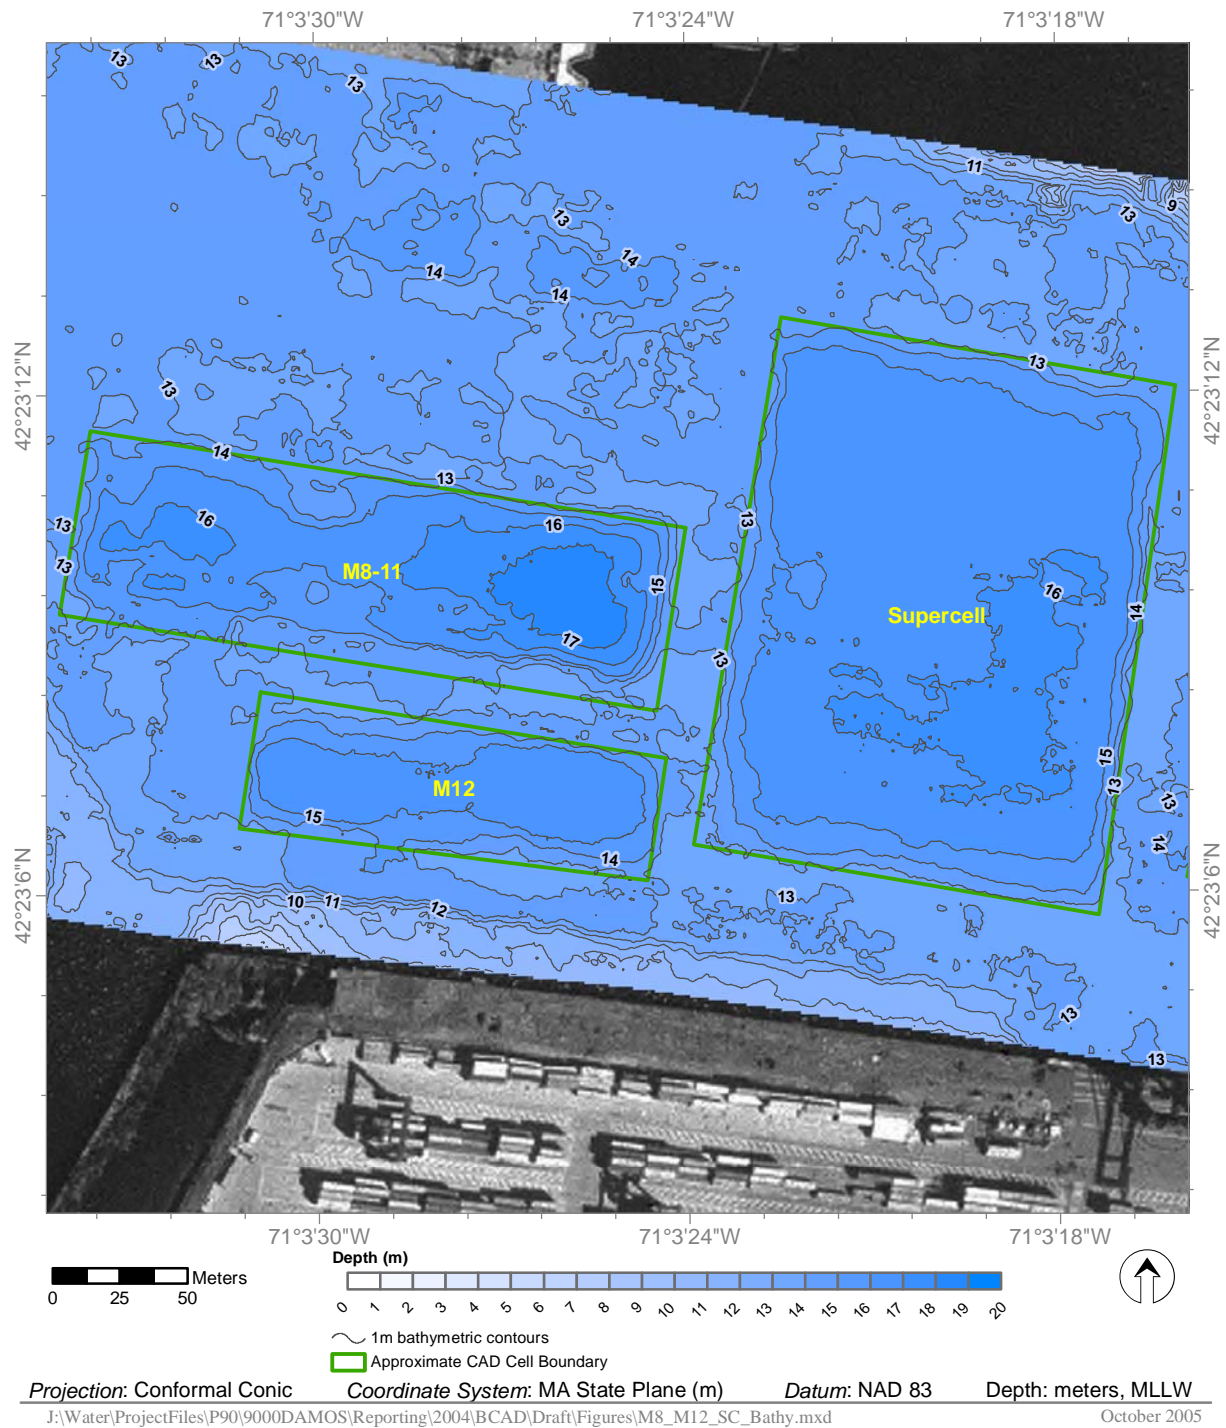 71°3'30"W 71°3'24"W 71°3'18"W
13 13 13
11
9
13
13
14 14
14
13
42°23'12"N 42°23'12"N
13
14 13
16 16
13 13
13
M8-11 15 16
14
Supercell
17 13
M12 15
13 13
15
14 14
42°23'6"N 42°23'6"N
10 11 12 13
13
13
71°3'30"W 71°3'24"W 71°3'18"W
Depth (m)
Meters
0 25 50
0 1 2 3 4 5 6 7 8 9 10 11 12 13 14 15 16 17 18 19 20
1m bathymetric contours
Approximate CAD Cell Boundary
Projection: Conformal Conic Coordinate System: MA State Plane (m) Datum: NAD 83 Depth: meters, MLLW
J:\Water\ProjectFiles\P90\9000DAMOS\Reporting\2004\BCAD\Draft\Figures\M8_M12_SC_Bathy.mxd October 2005